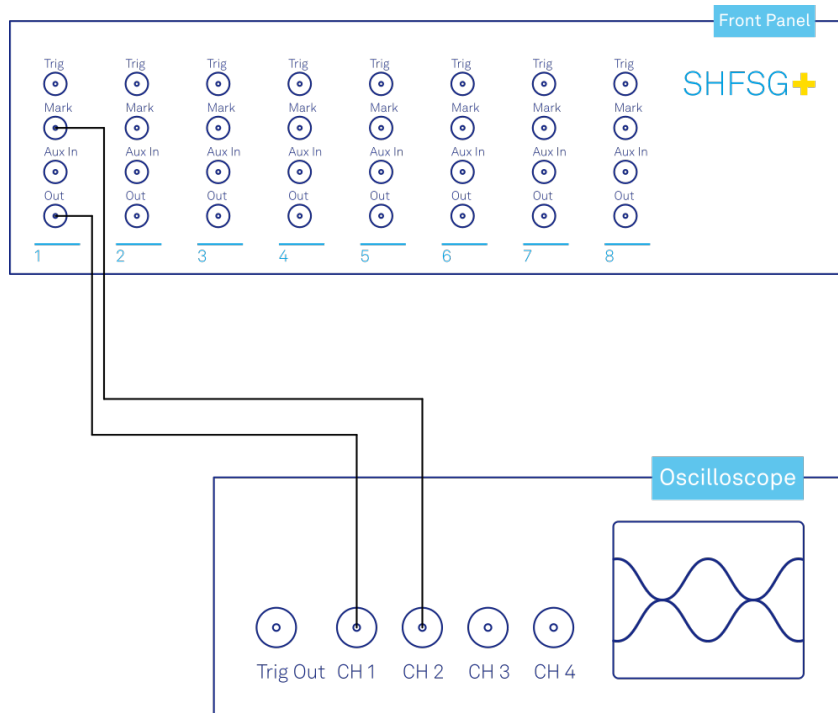 Front Panel
SHFSG+
Trig Trig Trig Trig Trig Trig Trig Trig
Mark Mark Mark Mark Mark Mark Mark Mark
Aux In Aux In Aux In Aux In Aux In Aux In Aux In Aux In
Out Out Out Out Out Out Out Out
1 2 3 4 5 6 7 8
Oscilloscope
Trig Out CH 1 CH 2 CH 3 CH 4